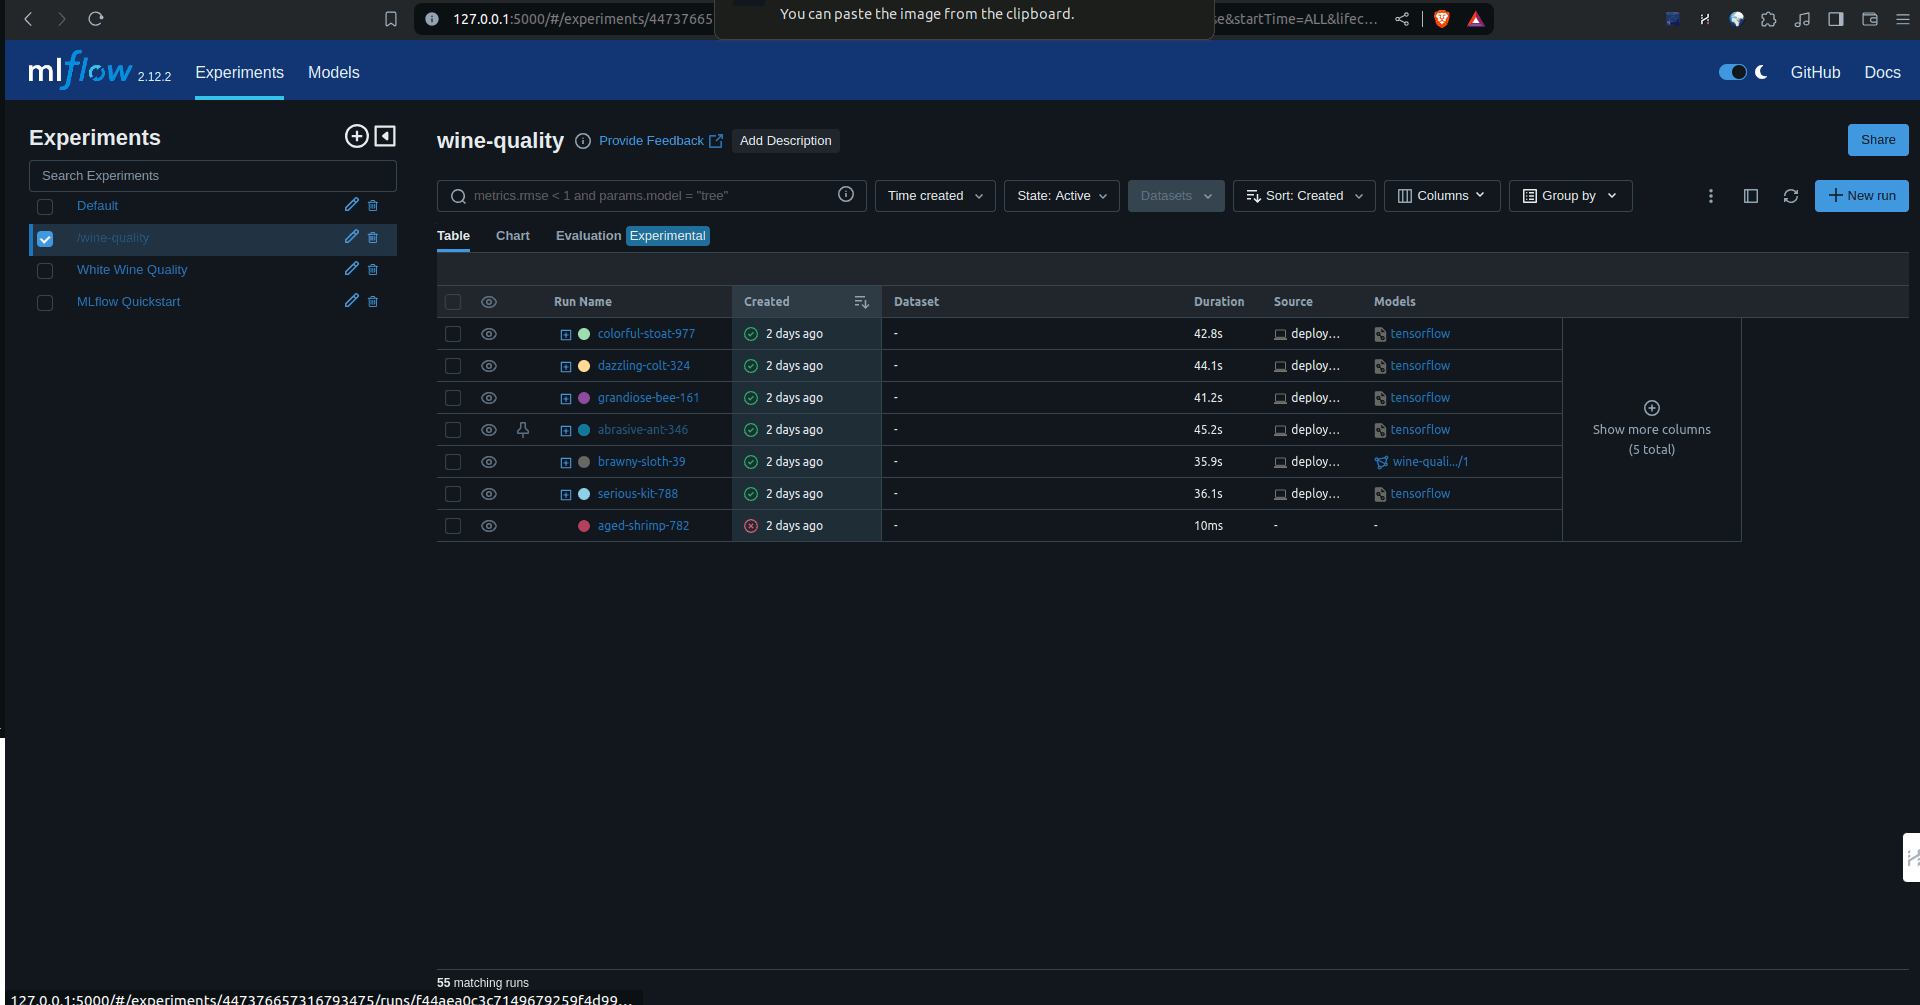 You can paste the image from the clipboard.
127.0.0.1:5000/#/experiments/44737665
se&startTime=ALL&lifec...
mlflow 2.12.2
Experiments
Models
GitHub
Docs
Experiments
Search Experiments
Default
/wine-quality
White Wine Quality
MLflow Quickstart
wine-quality
Provide Feedback
Add Description
Share
metrics.rmse < 1 and params.model = "tree"
Time created
State: Active
Datasets
Sort: Created
Columns
Group by
New run
Table
Chart
Evaluation Experimental
Run Name Created Dataset Duration Source Models
colorful-stoat-977 2 days ago - 42.8s deploy... tensorflow
dazzling-colt-324 2 days ago - 44.1s deploy... tensorflow
grandiose-bee-161 2 days ago - 41.2s deploy... tensorflow
abrasive-ant-346 2 days ago - 45.2s deploy... tensorflow
brawny-sloth-39 2 days ago - 35.9s deploy... wine-quali.../1
serious-kit-788 2 days ago - 36.1s deploy... tensorflow
aged-shrimp-782 2 days ago - 10ms - -
Show more columns
(5 total)
55 matching runs
127.0.0.1:5000/#/experiments/447376657316793475/runs/f44aea0c3c7149679259f4d99...